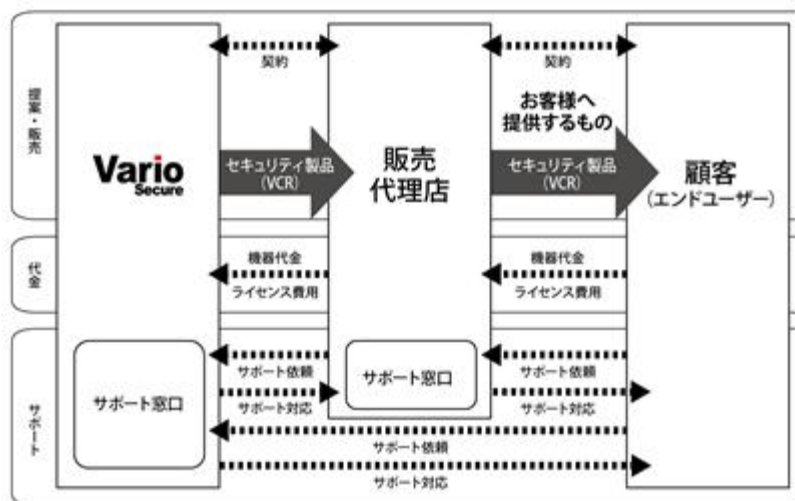 提案・販売
Vario
Secure
契約
セキュリティ製品
(VCR)
販売
代理店
契約
お客様へ
提供するもの
セキュリティ製品
(VCR)
顧客
(エンドユーザー)
代金
機器代金
ライセンス費用
機器代金
ライセンス費用
サポート
サポート窓口
サポート依頼
サポート対応
サポート窓口
サポート依頼
サポート対応
サポート依頼
サポート対応